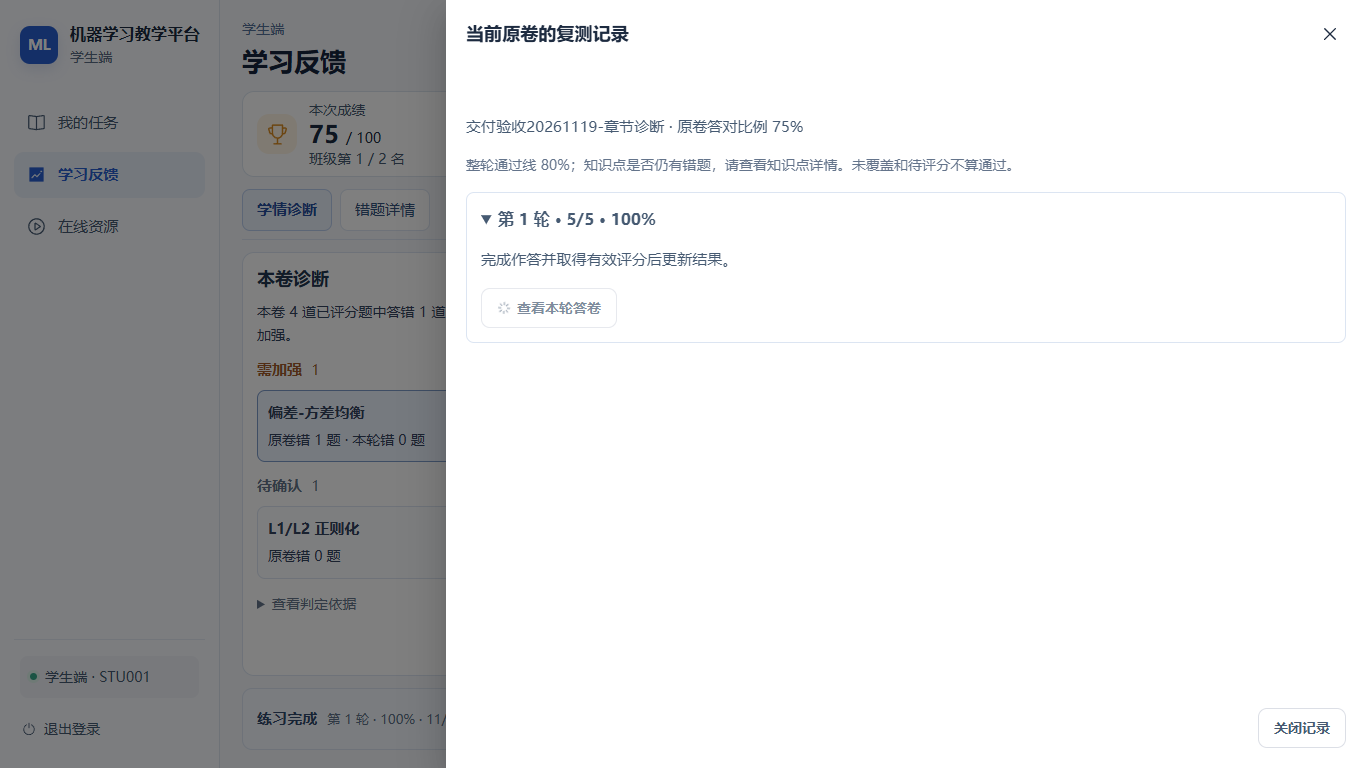 ML
机器学习教学平台
学生端
我的任务
学习反馈
在线资源
学生端 · STU001
退出登录
学生端
学习反馈
本次成绩
75 / 100
班级第 1 / 2 名
学情诊断
错题详情
本卷诊断
本卷 4 道已评分题中答错 1 道
加强。
需加强 1
偏差-方差均衡
原卷错 1 题 · 本轮错 0 题
待确认 1
L1/L2 正则化
原卷错 0 题
查看判定依据
练习完成 第 1 轮 · 100% · 11/
当前原卷的复测记录
交付验收20261119-章节诊断 · 原卷答对比例 75%
整轮通过线 80%；知识点是否仍有错题，请查看知识点详情。未覆盖和待评分不算通过。
第 1 轮 • 5/5 • 100%
完成作答并取得有效评分后更新结果。
查看本轮答卷
关闭记录